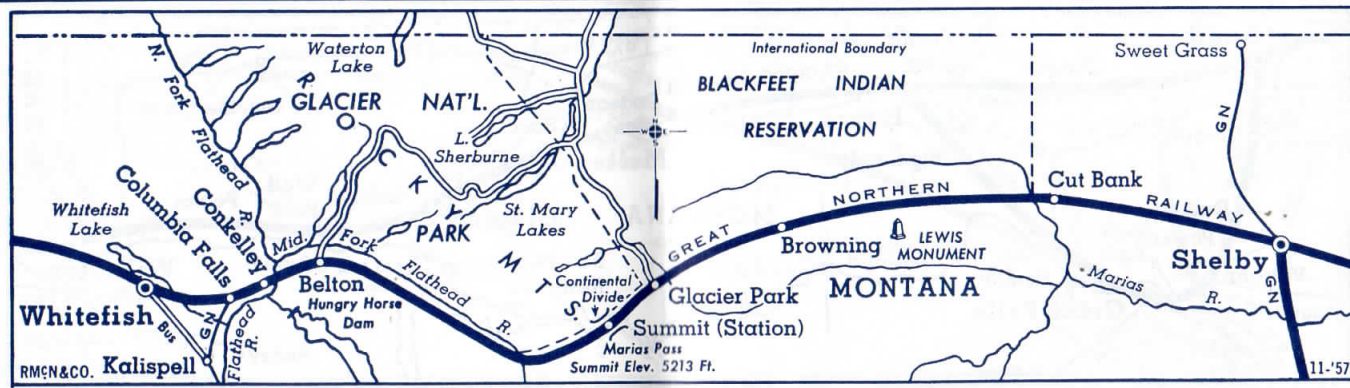 N. Fork Flathead R.
Waterton
Lake
R O C K Y M T S.
GLACIER NAT'L.
PARK
L.
Sherburne
St. Mary
Lakes
International Boundary
BLACKFEET INDIAN
RESERVATION
N
W E
S
Sweet Grass
GN
Whitefish
Lake
Columbia Falls
Conkelley
Mid. Fork Flathead R.
Belton
Hungry Horse
Dam
Whitefish
Bus
GN
Flathead R.
Kalispell
Continental
Divide
Glacier Park
Summit (Station)
Marias Pass
Summit Elev. 5213 Ft.
GREAT NORTHERN RAILWAY
Browning
LEWIS
MONUMENT
MONTANA
Cut Bank
Marias R.
Shelby
GN
RMCN&CO.
11-'57